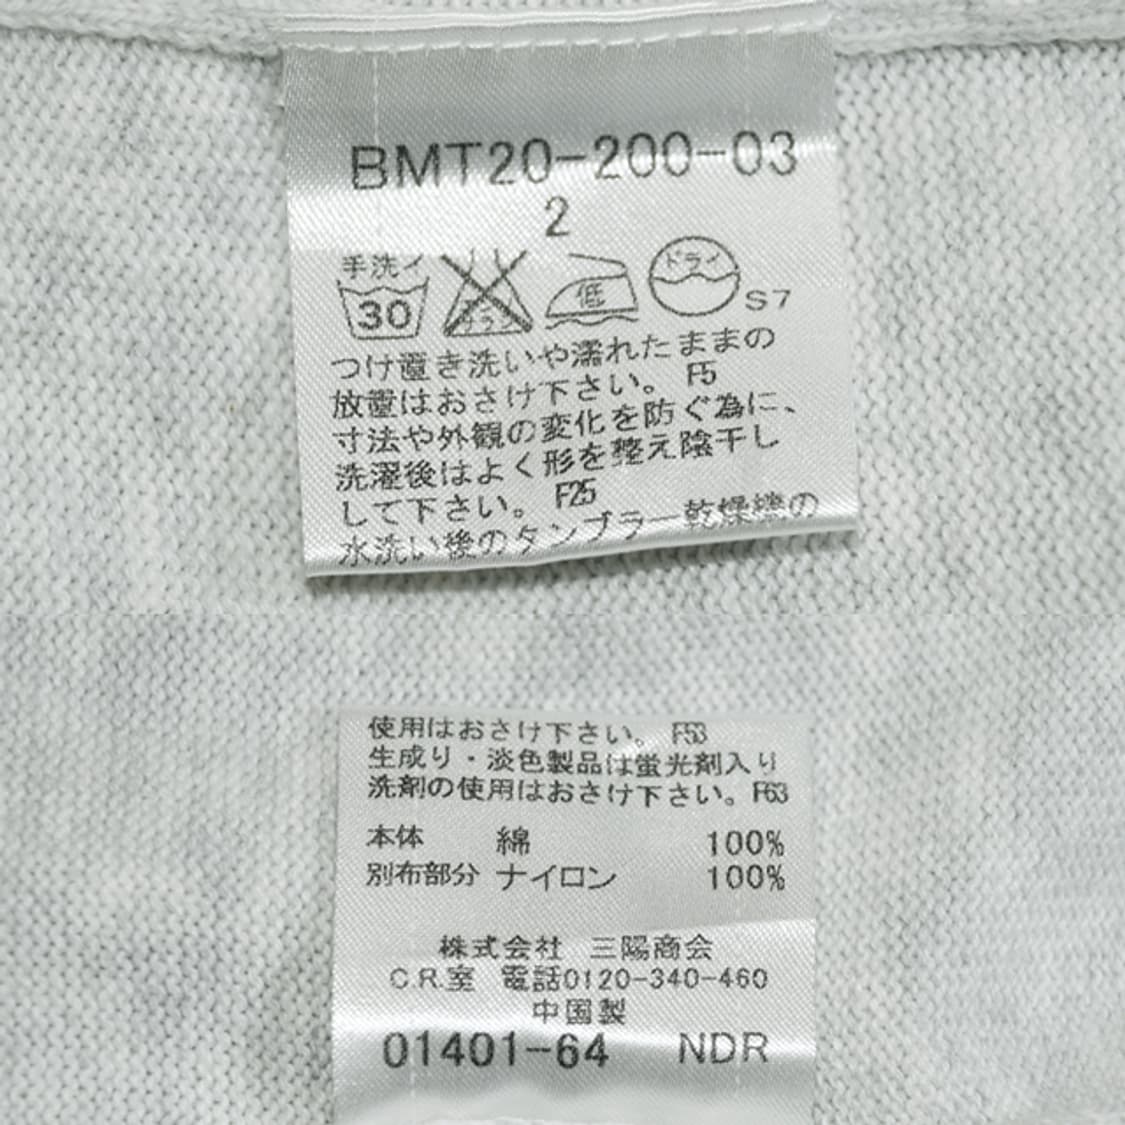 BMT20-200-03
2
手洗イ
30
低
ドライ
S7
つけ置き洗いや濡れたままの
放置はおさけ下さい。 F5
寸法や外観の変化を防ぐ為に、
洗濯後はよく形を整え陰干し
して下さい。 F25
水洗い後のタンブラー乾燥機の
使用はおさけ下さい。 F53
生成り・淡色製品は蛍光剤入り
洗剤の使用はおさけ下さい。F63
本体 綿 100%
別布部分 ナイロン 100%
株式会社 三陽商会
C.R.室 電話0120-340-460
中国製
01401-64 NDR